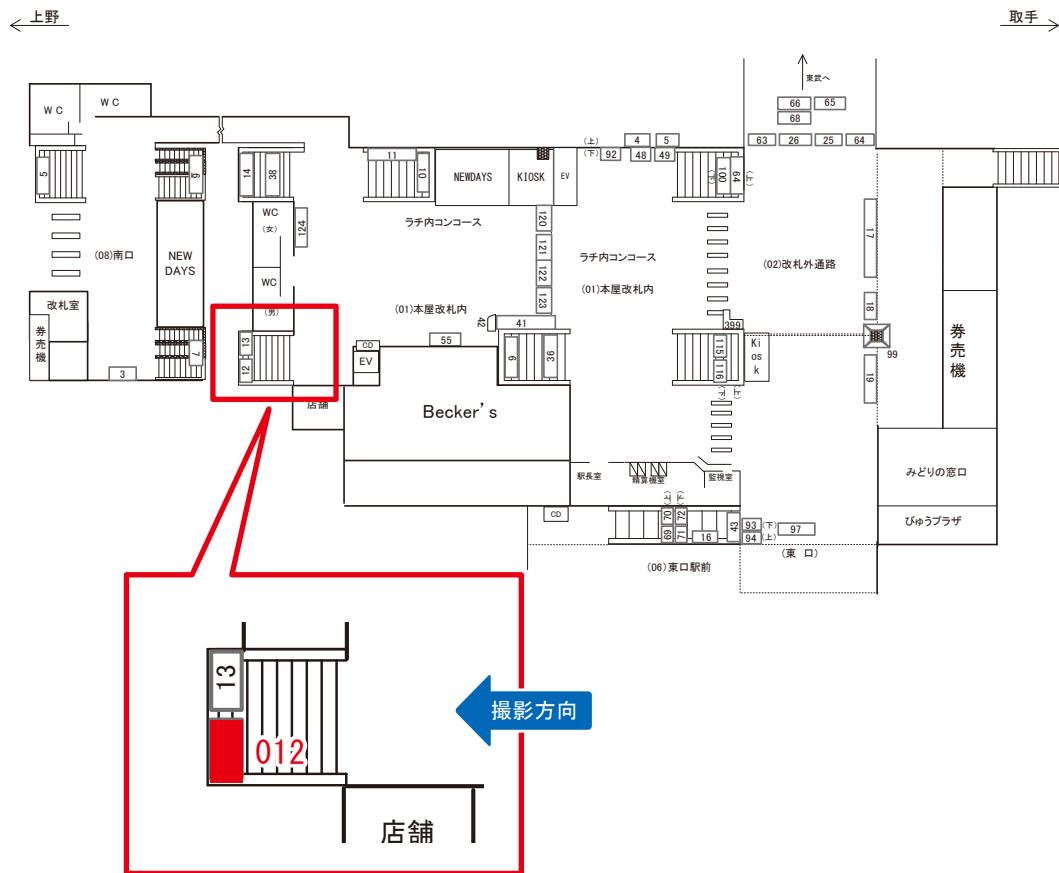 上野
取手
東武へ
WC
WC
66
65
68
(上)
4
5
63
26
25
64
(下)
92
48
49
5
9
14
38
11
10
NEWDAYS
KIOSK
EV
(下)
100
64
(上)
WC
(女)
124
ラチ内コンコース
120
121
122
123
ラチ内コンコース
(01)本屋改札内
(02)改札外通路
17
18
99
19
券売機
(08)南口
NEW
DAYS
WC
(男)
(01)本屋改札内
改札室
券売機
3
7
13
12
42
41
55
CD
EV
9
36
399
115
116
(下)
(上)
Kiosk
店舗
Becker's
駅長室
精算機室
監視室
みどりの窓口
びゅうプラザ
CD
(上)
(下)
70
72
69
71
16
43
93
(下)
94
(上)
97
(東 口)
(06)東口駅前
13
012
撮影方向
店舗